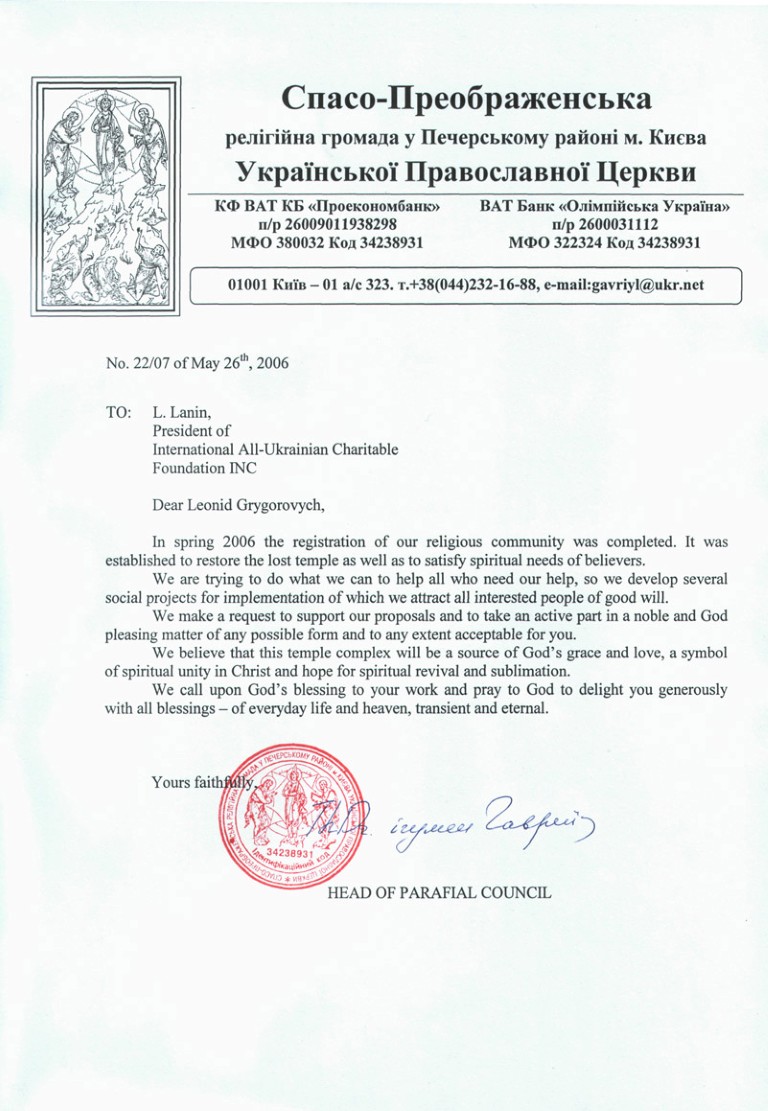 Спасо-Преображенська
релігійна громада у Печерському районі м. Києва
Української Православної Церкви
КФ ВАТ КБ «Проекономбанк»
п/р 26009011938298
МФО 380032 Код 34238931
ВАТ Банк «Олімпійська Україна»
п/р 2600031112
МФО 322324 Код 34238931
01001 Київ – 01 а/с 323. т.+38(044)232-16-88, e-mail:gavriyl@ukr.net
No. 22/07 of May 26th, 2006
TO: L. Lanin,
President of
International All-Ukrainian Charitable
Foundation INC
Dear Leonid Grygorovych,
In spring 2006 the registration of our religious community was completed. It was
established to restore the lost temple as well as to satisfy spiritual needs of believers.
We are trying to do what we can to help all who need our help, so we develop several
social projects for implementation of which we attract all interested people of good will.
We make a request to support our proposals and to take an active part in a noble and God
pleasing matter of any possible form and to any extent acceptable for you.
We believe that this temple complex will be a source of God's grace and love, a symbol
of spiritual unity in Christ and hope for spiritual revival and sublimation.
We call upon God's blessing to your work and pray to God to delight you generously
with all blessings – of everyday life and heaven, transient and eternal.
Yours faithfully,
ігумен Гавриїл
34238931
Ідентифікаційний код
HEAD OF PARAFIAL COUNCIL